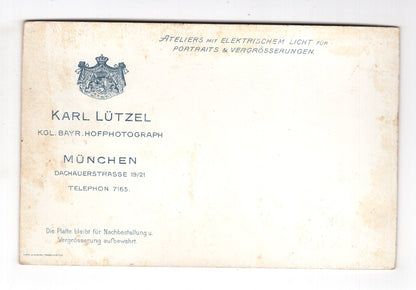 ATELIERS MIT ELEKTRISCHEM LICHT FÜR
PORTRAITS & VERGRÖSSERUNGEN.
KARL LÜTZEL
KGL. BAYR. HOFPHOTOGRAPH
MÜNCHEN
DACHAUERSTRASSE 19/21
TELEPHON 7165.
Die Platte bleibt für Nachbestellung u.
Vergrösserung aufbewahrt.